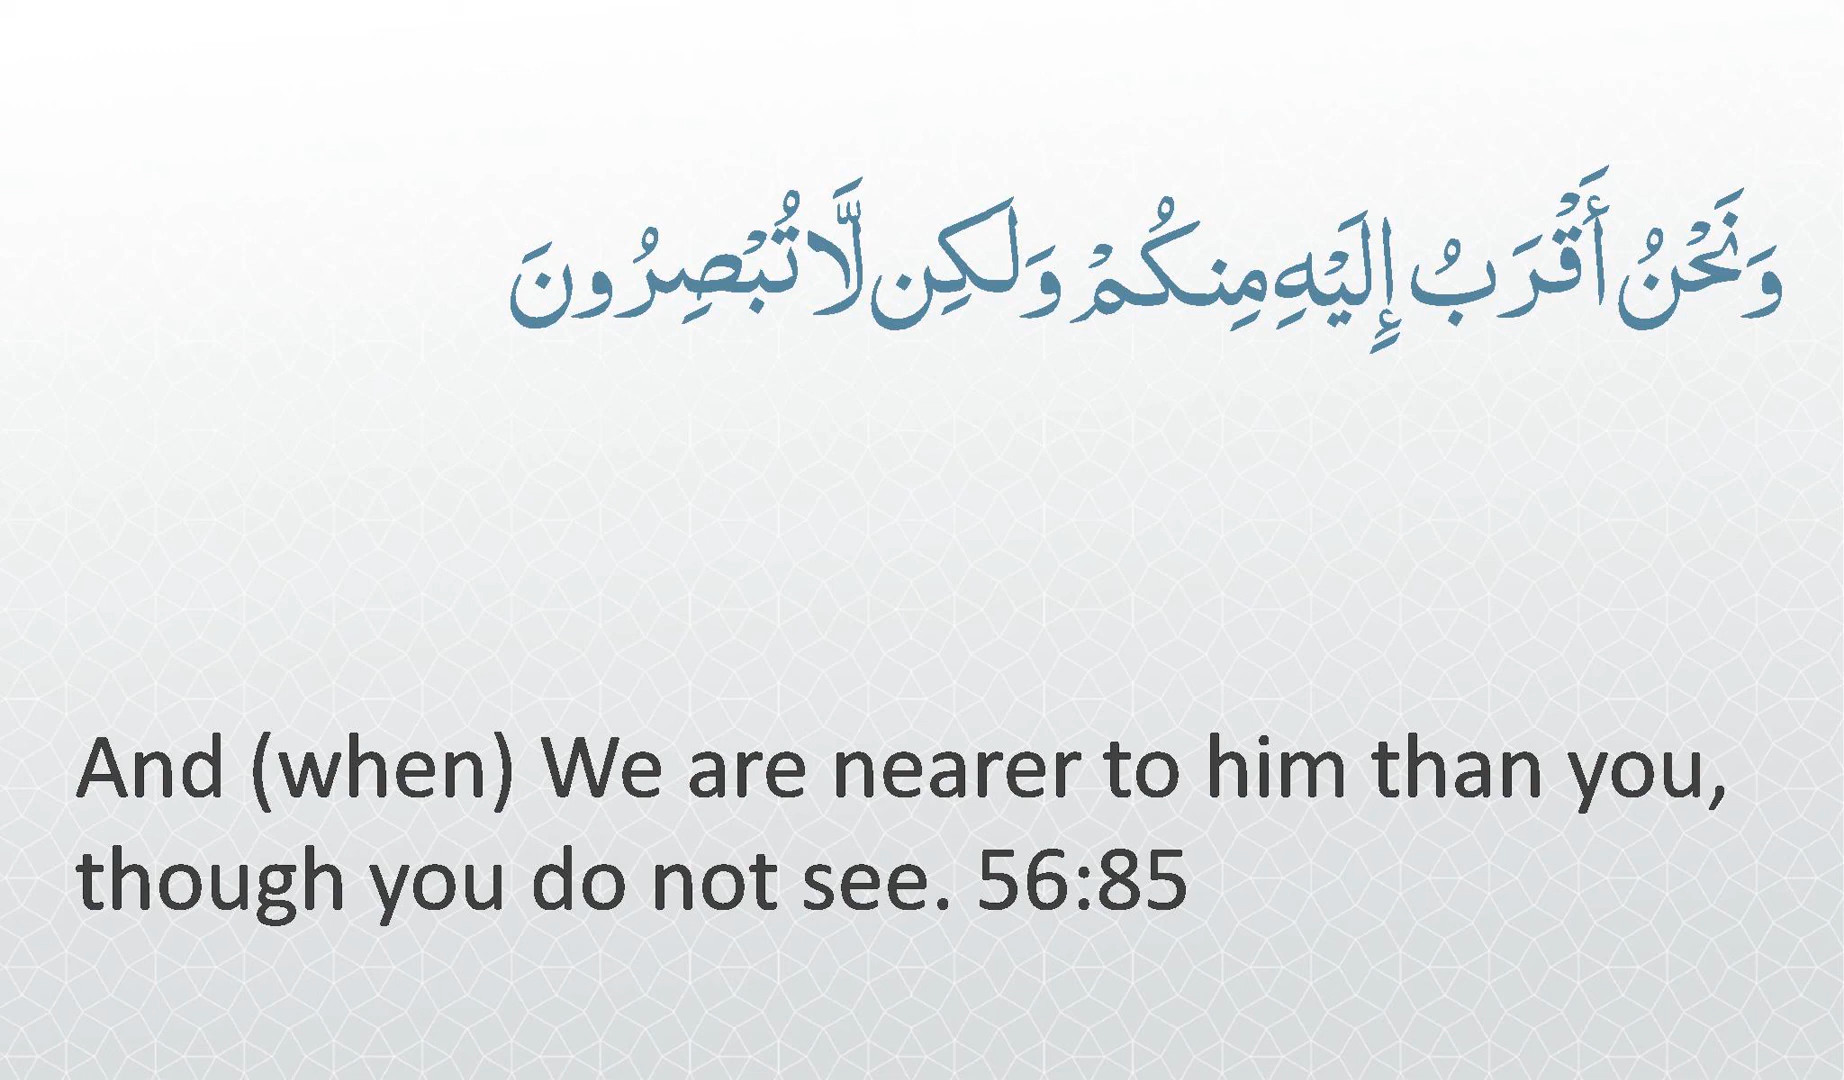 وَنَحْنُ أَقْرَبُ إِلَيْهِ مِنكُمْ وَلَكِن لَّا تُبْصِرُونَ
And (when) We are nearer to him than you,
though you do not see. 56:85